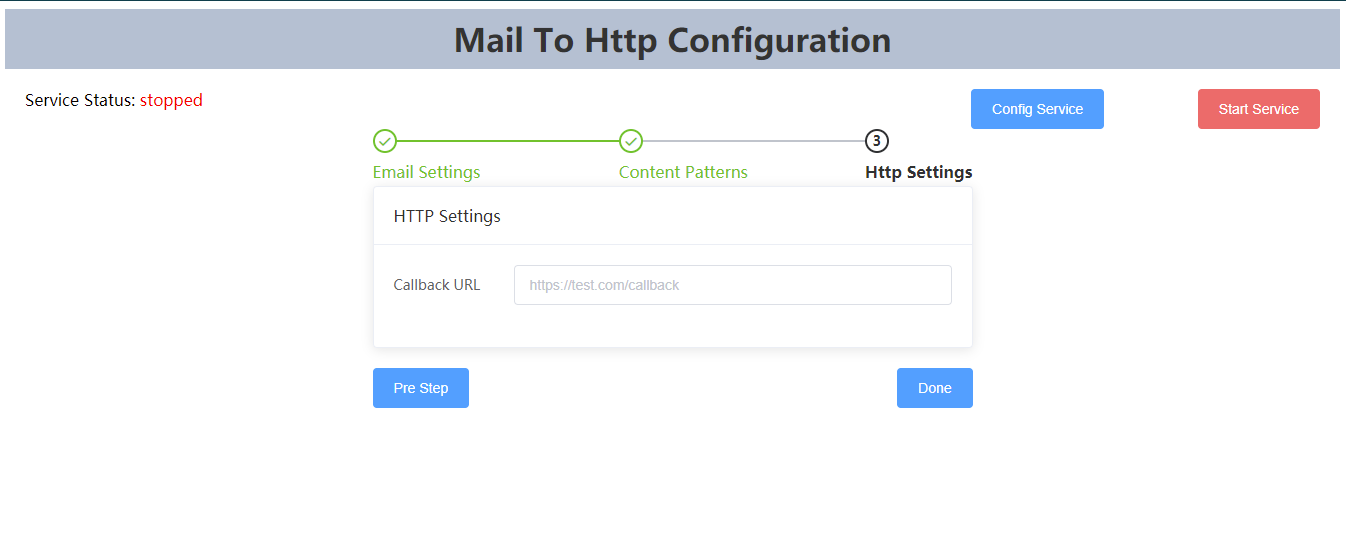 Mail To Http Configuration
Service Status: stopped
Config Service
Start Service
3
Email Settings
Content Patterns
Http Settings
HTTP Settings
Callback URL
https://test.com/callback
Pre Step
Done